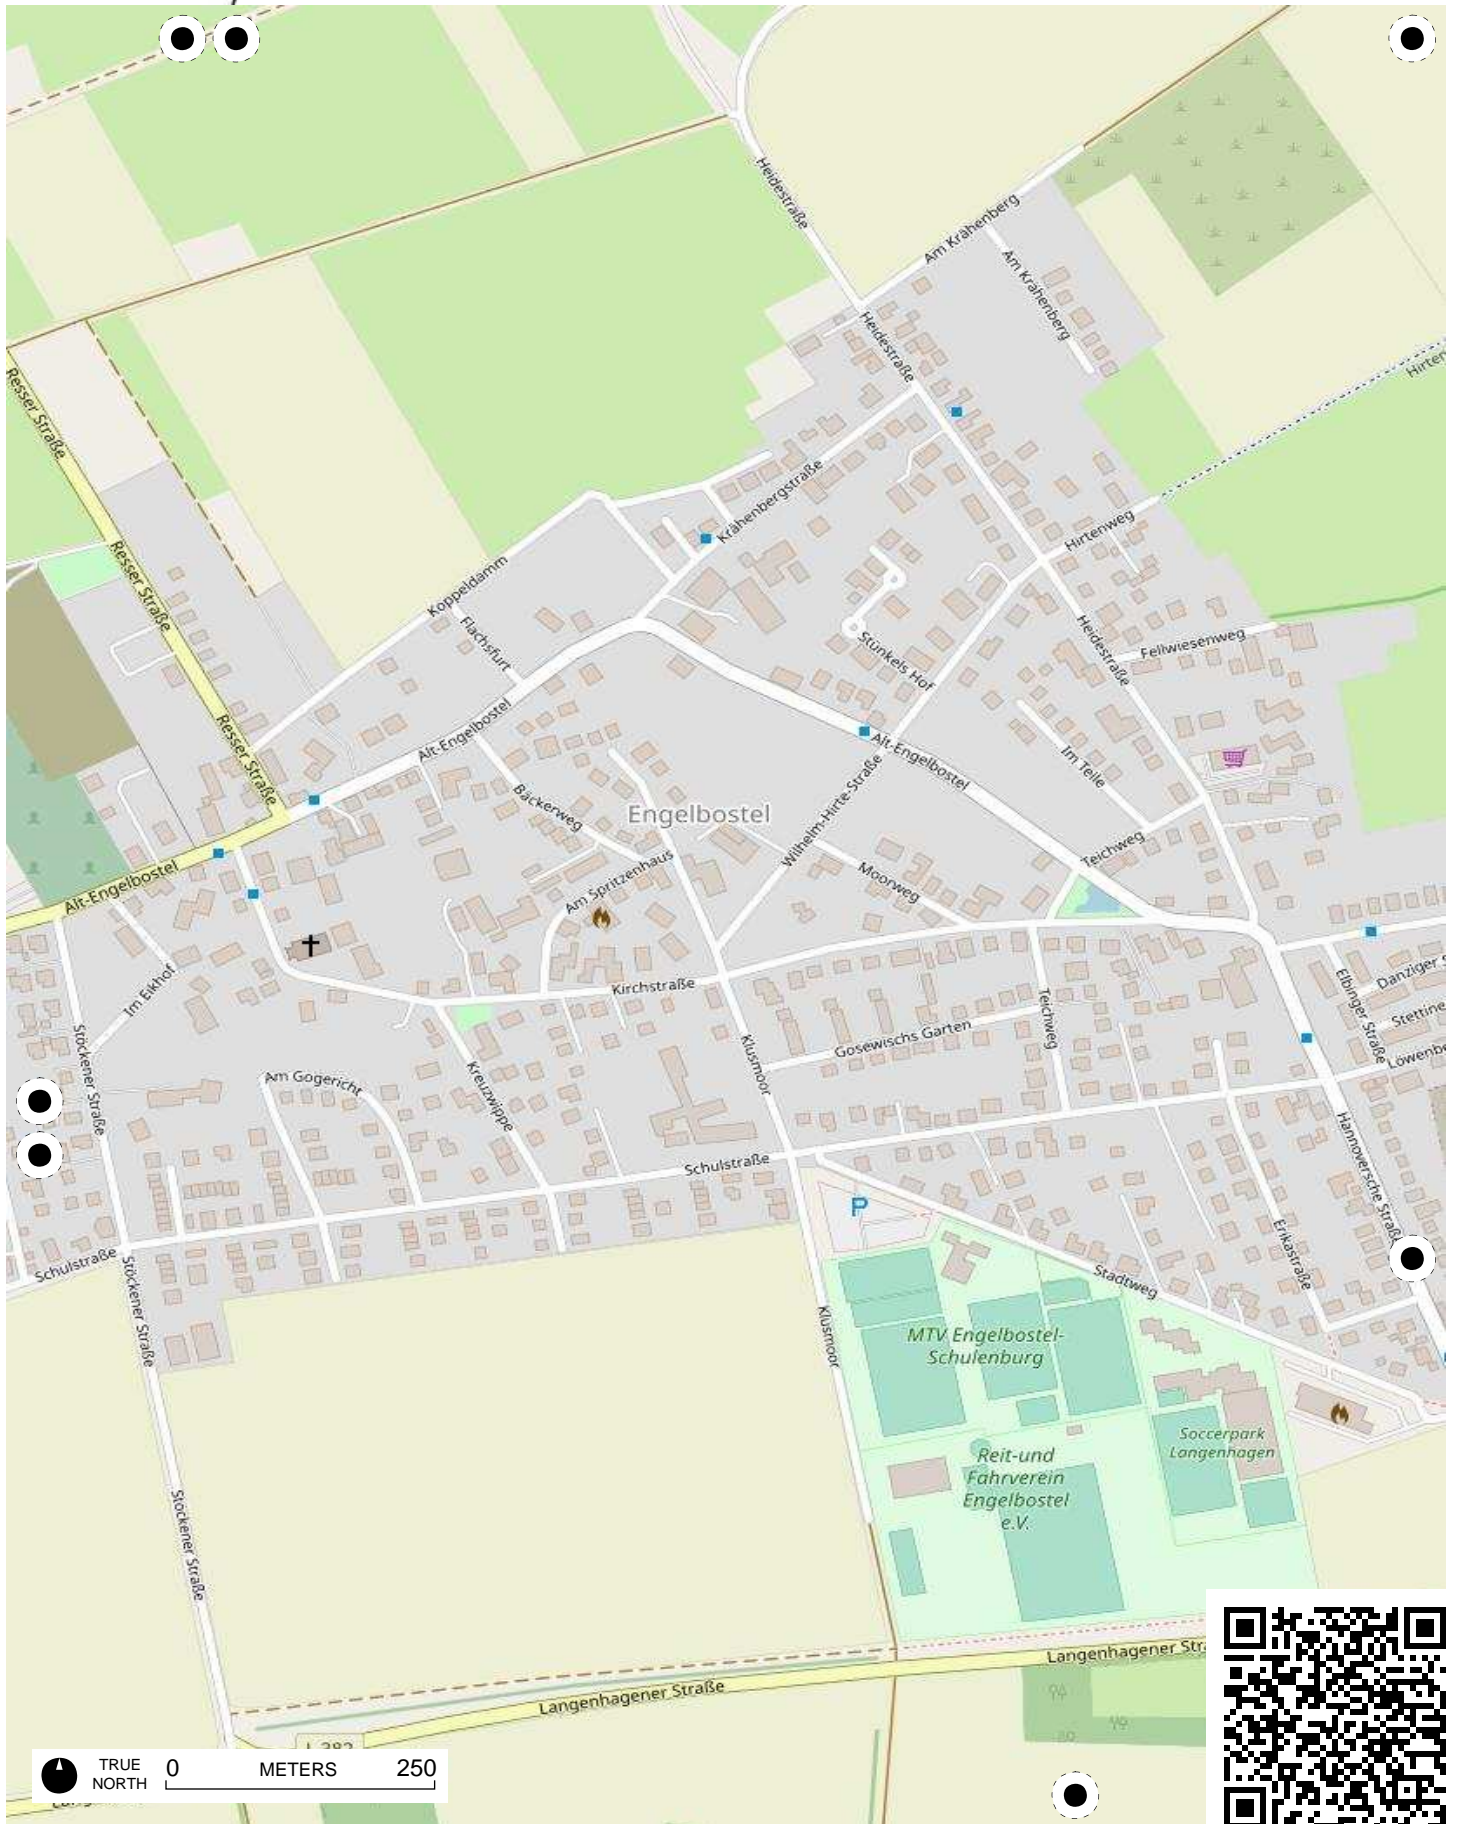 Heidestraße
Am Krähenberg
Am Krähenberg
Heidestraße
Resser Straße
Krähenbergstraße
Hirtenweg
Resser Straße
Koppeldamm
Flachsfurt
Stünkels Hof
Heidestraße
Fellwiesenweg
Resser Straße
Alt-Engelbostel
Alt-Engelbostel
Im Teile
Bäckerweg
Engelbostel
Wilhelm-Hirte-Straße
Teichweg
Am Spritzenhaus
Moorweg
Alt-Engelbostel
Im Eikhof
Kirchstraße
Elbinger Straße
Danziger S
Stettine
Löwenbe
Teichweg
Gosewischs Garten
Klusmoor
Stöckener Straße
Am Gogericht
Kreuzwippe
Hannoversche Straße
Schulstraße
P
Erikastraße
Schulstraße
Stöckener Straße
Stadtweg
Klusmoor
MTV Engelbostel-
Schulenburg
Soccerpark
Langenhagen
Reit-und
Fahrverein
Engelbostel
e.V.
Stöckener Straße
Langenhagener Stra
Langenhagener Straße
TRUE
NORTH
0 METERS 250